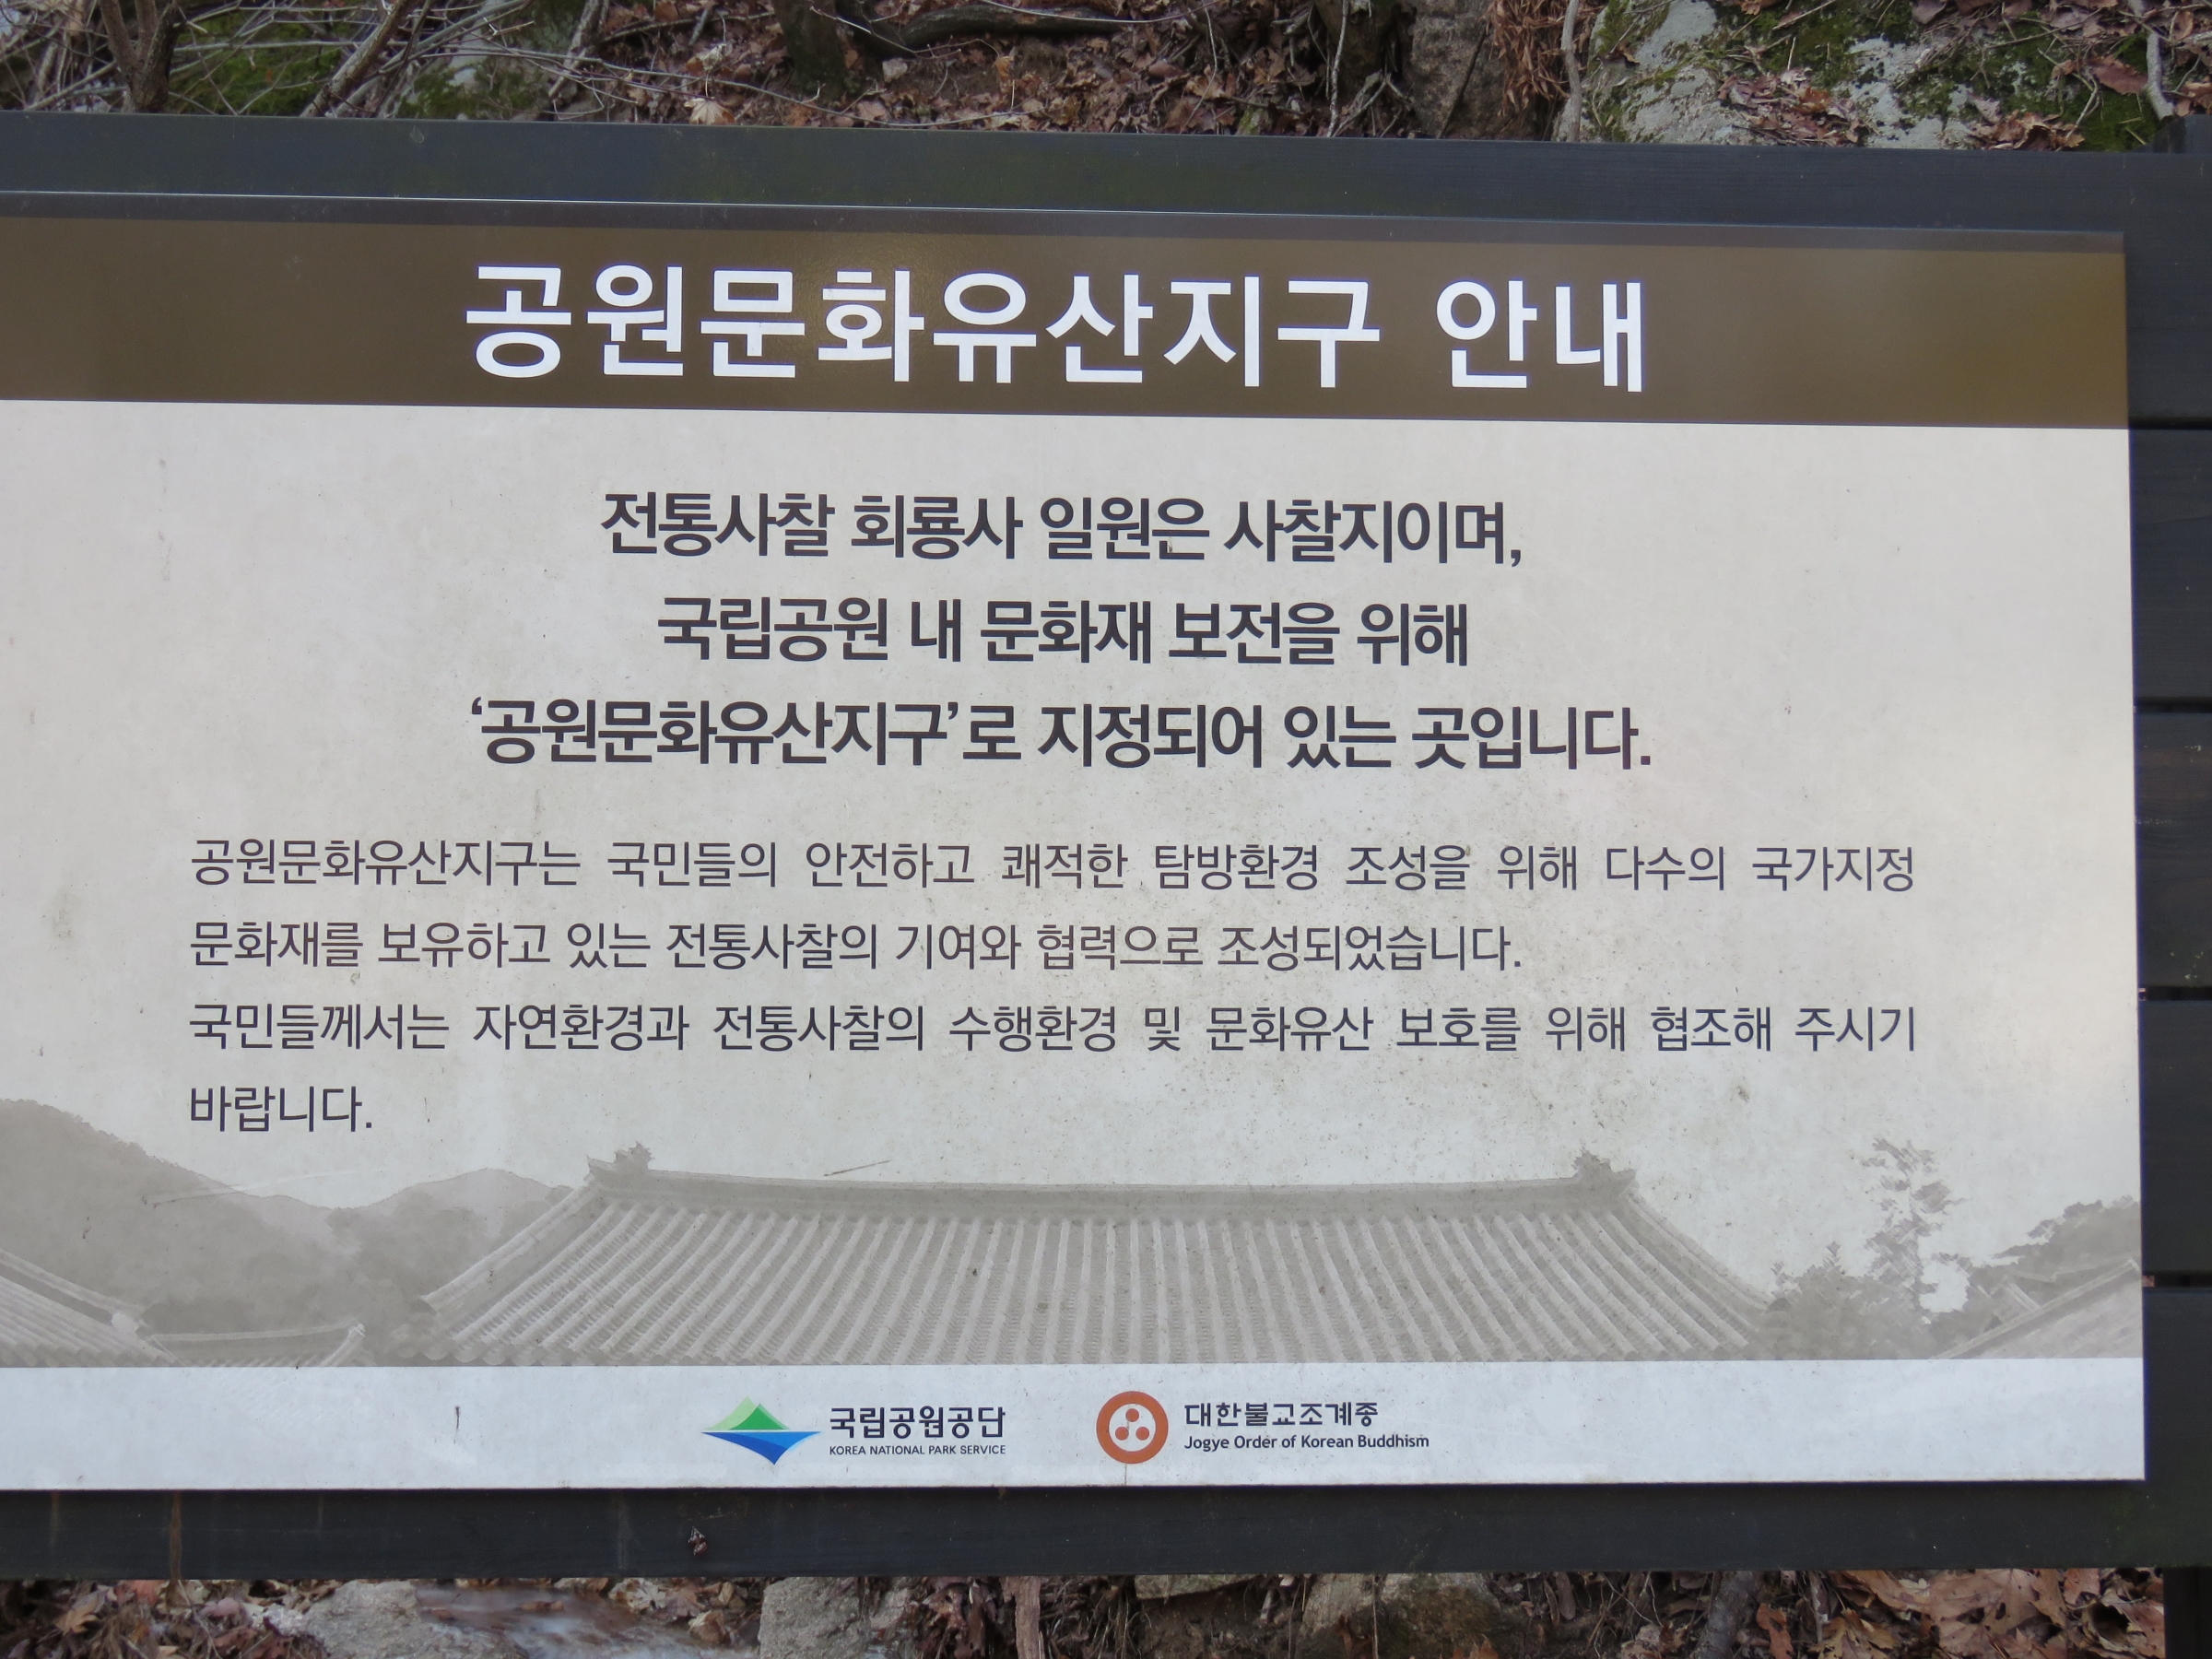 공원문화유산지구 안내
전통사찰 회룡사 일원은 사찰지이며,
국립공원 내 문화재 보전을 위해
‘공원문화유산지구’로 지정되어 있는 곳입니다.
공원문화유산지구는 국민들의 안전하고 쾌적한 탐방환경 조성을 위해 다수의 국가지정
문화재를 보유하고 있는 전통사찰의 기여와 협력으로 조성되었습니다.
국민들께서는 자연환경과 전통사찰의 수행환경 및 문화유산 보호를 위해 협조해 주시기
바랍니다.
국립공원공단
KOREA NATIONAL PARK SERVICE
대한불교조계종
Jogye Order of Korean Buddhism